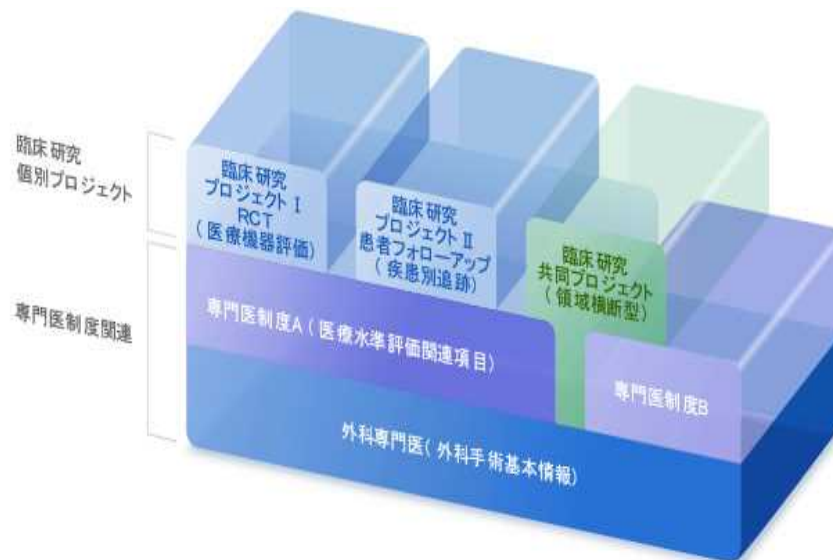 臨床研究
個別プロジェクト
専門医制度関連
臨床研究
プロジェクト Ⅰ
RCT
(医療機器評価)
臨床研究
プロジェクト Ⅱ
患者フォローアップ
(疾患別追跡)
臨床研究
共同プロジェクト
(領域横断型)
専門医制度A (医療水準評価関連項目)
専門医制度B
外科専門医(外科手術基本情報)